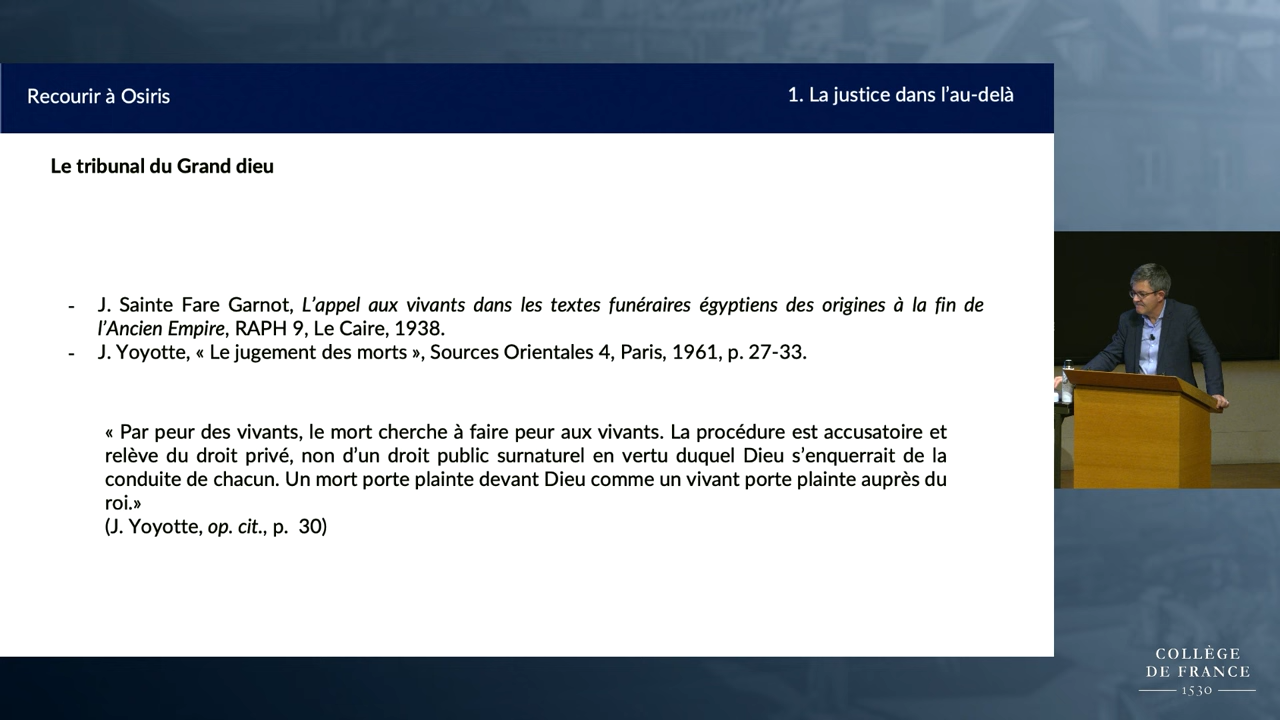 Recourir à Osiris
1. La justice dans l’au-delà
Le tribunal du Grand dieu
- J. Sainte Fare Garnot, L’appel aux vivants dans les textes funéraires égyptiens des origines à la fin de
l’Ancien Empire, RAPH 9, Le Caire, 1938.
- J. Yoyotte, « Le jugement des morts », Sources Orientales 4, Paris, 1961, p. 27-33.
« Par peur des vivants, le mort cherche à faire peur aux vivants. La procédure est accusatoire et
relève du droit privé, non d’un droit public surnaturel en vertu duquel Dieu s’enquerrait de la
conduite de chacun. Un mort porte plainte devant Dieu comme un vivant porte plainte auprès du
roi.»
(J. Yoyotte, op. cit., p. 30)
COLLÈGE
DE FRANCE
1530